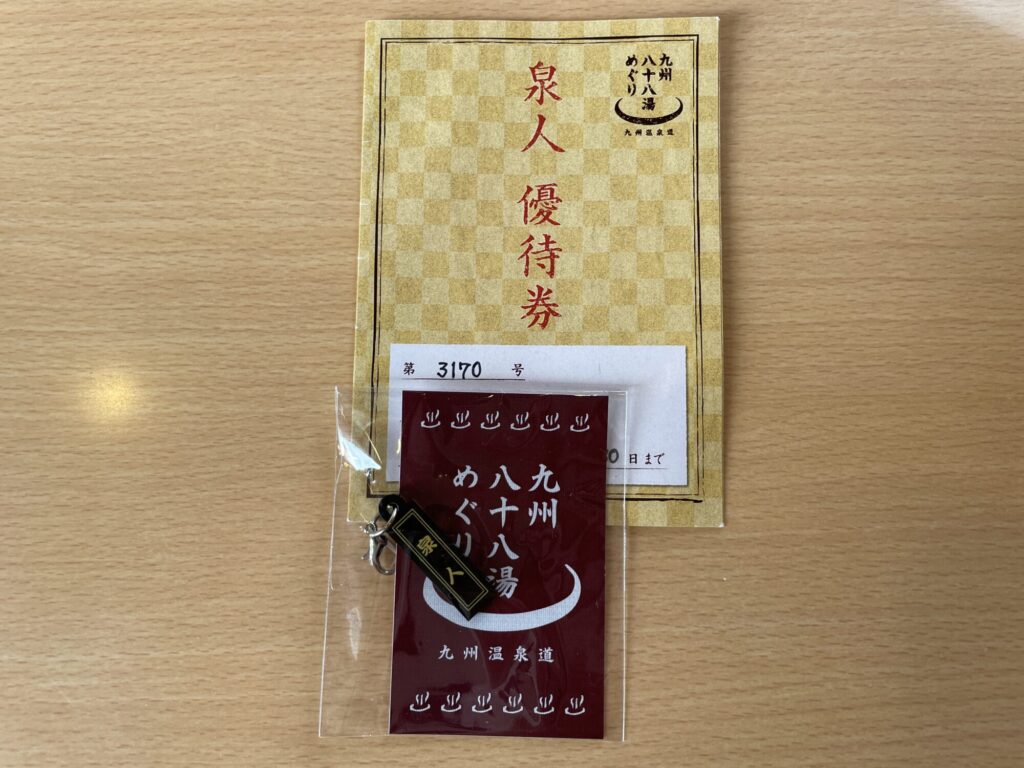 泉人 優待券
九州
八十八湯
めぐり
九州温泉道
第 3170 号
0日まで
九州
八十八湯
めぐり
九州温泉道
泉人